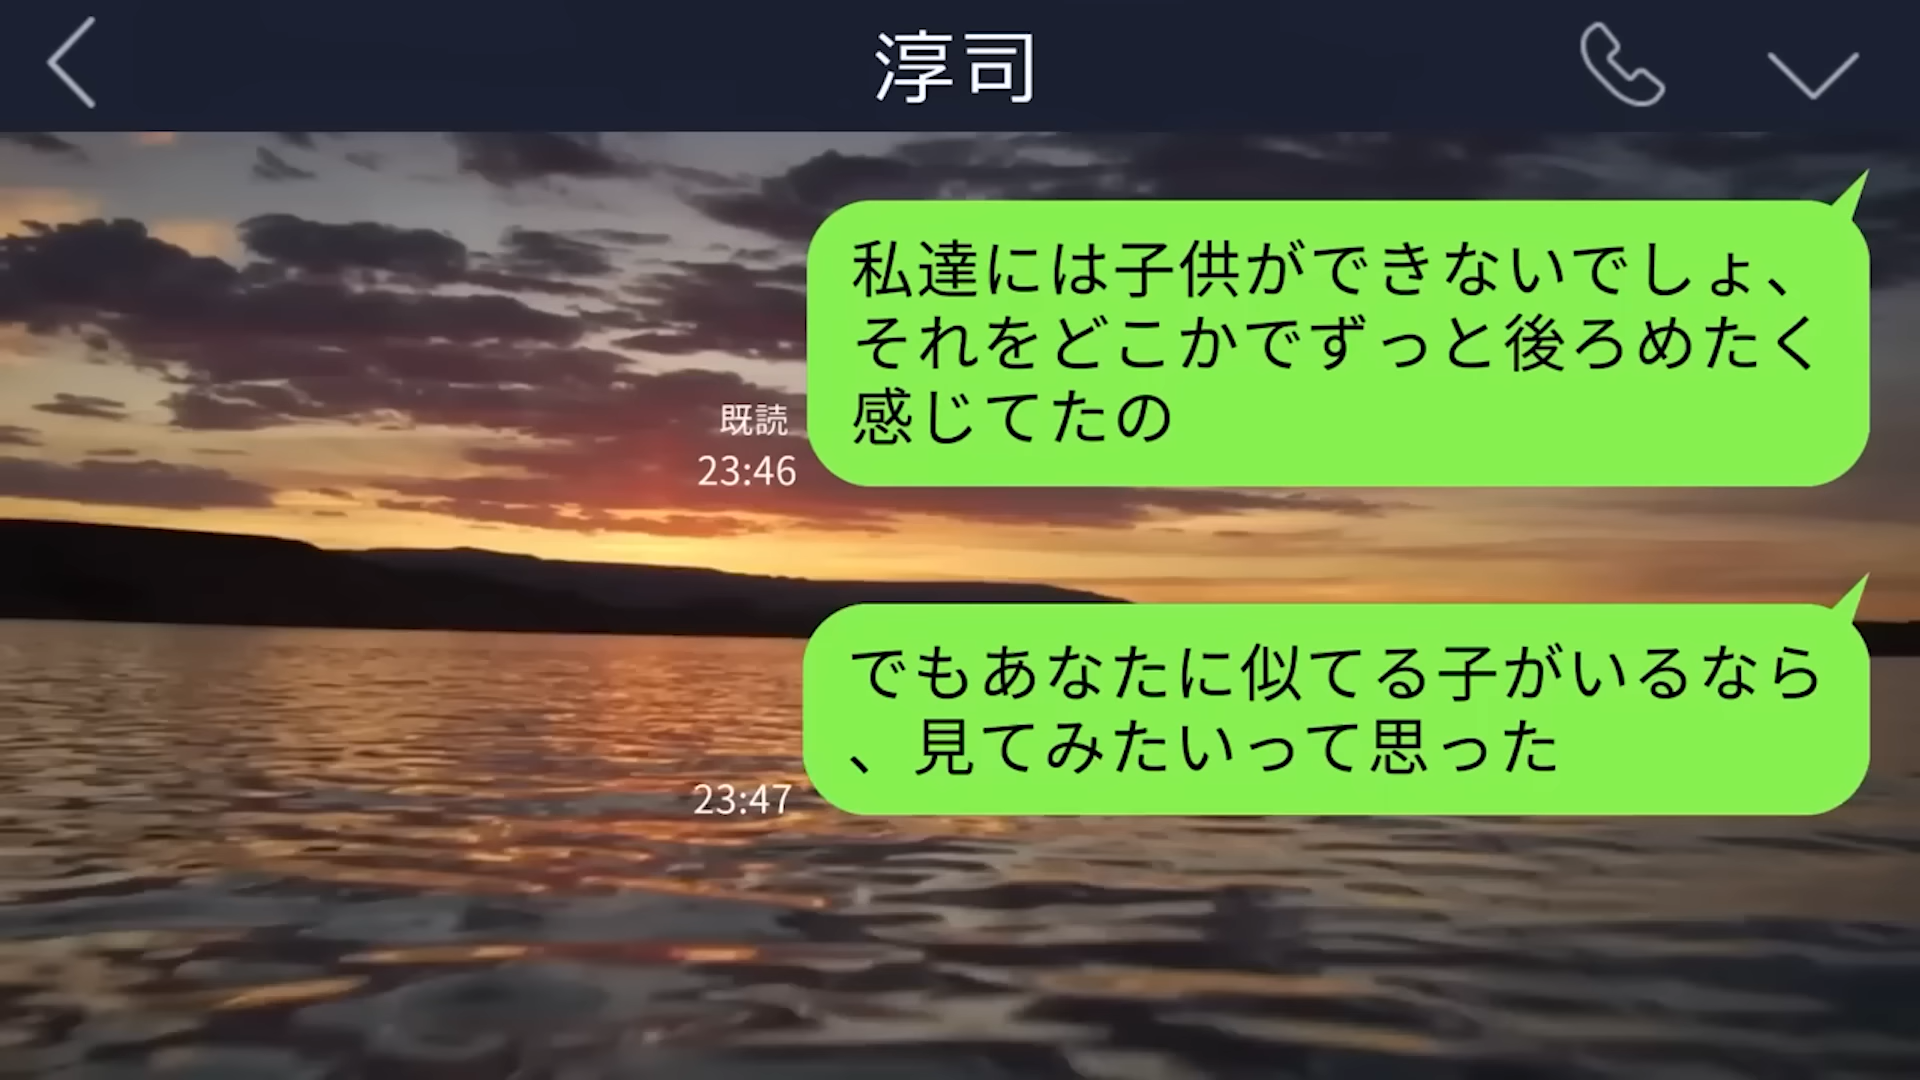 淳司
私達には子供ができないでしょ、
それをどこかでずっと後ろめたく
感じてたの
既読
23:46
でもあなたに似てる子がいるなら
、見てみたいって思った
23:47